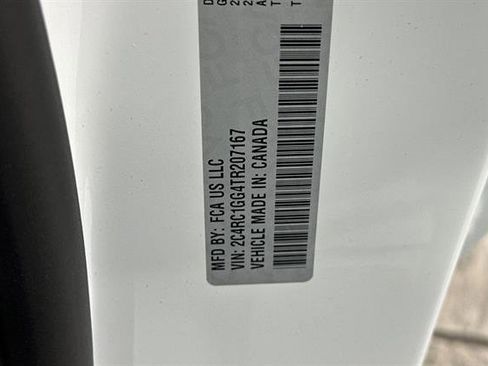 MFD BY: FCA US LLC
VIN: 2C4RC1GG4TR207167
VEHICLE MADE IN: CANADA